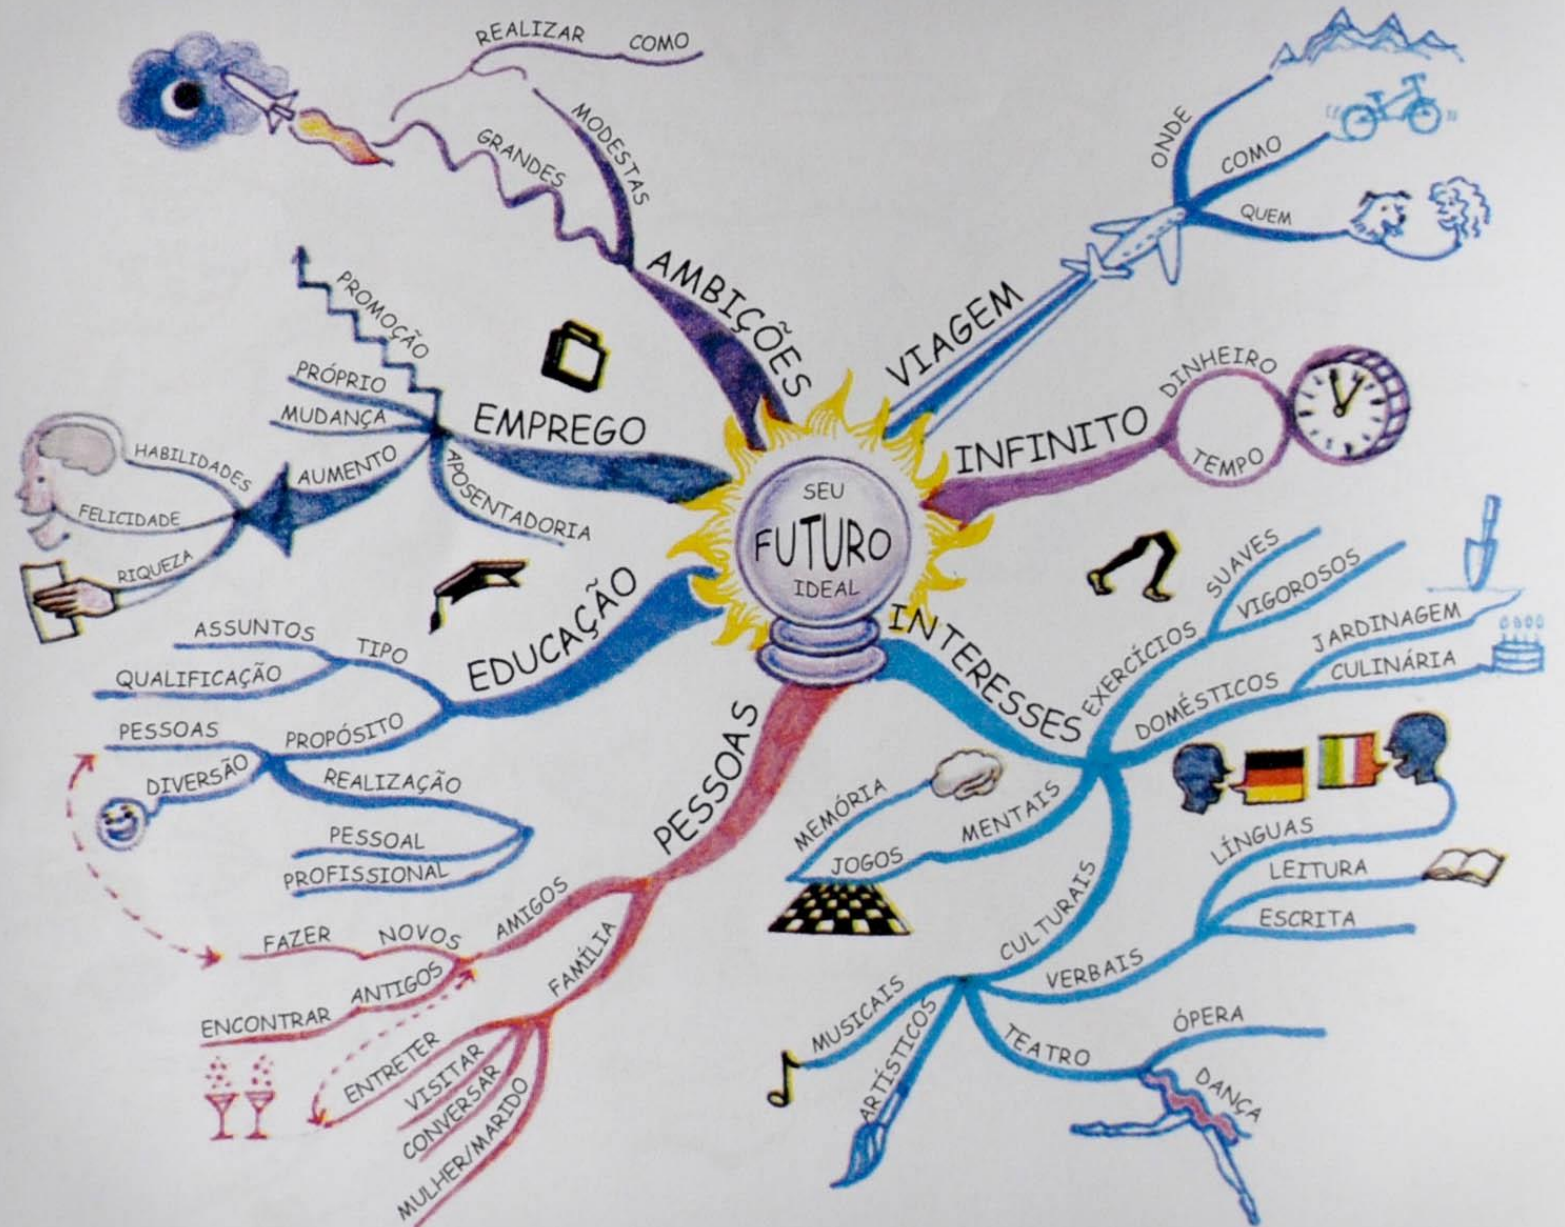 SEU
FUTURO
IDEAL
AMBIÇÕES
MODESTAS
GRANDES
REALIZAR COMO
VIAGEM
ONDE
COMO
QUEM
INFINITO
DINHEIRO
TEMPO
INTERESSES
EXERCÍCIOS
SUAVES
VIGOROSOS
DOMÉSTICOS
JARDINAGEM
CULINÁRIA
MENTAIS
JOGOS
MEMÓRIA
CULTURAIS
VERBAIS
LÍNGUAS
LEITURA
ESCRITA
TEATRO
ÓPERA
DANÇA
ARTÍSTICOS
MUSICAIS
PESSOAS
AMIGOS
NOVOS
FAZER
ANTIGOS
ENCONTRAR
FAMÍLIA
ENTRETER
VISITAR
CONVERSAR
MULHER/MARIDO
EDUCAÇÃO
TIPO
ASSUNTOS
QUALIFICAÇÃO
PROPÓSITO
PESSOAS
DIVERSÃO
REALIZAÇÃO
PESSOAL
PROFISSIONAL
EMPREGO
PROMOÇÃO
PRÓPRIO
MUDANÇA
AUMENTO
HABILIDADES
FELICIDADE
RIQUEZA
APOSENTADORIA